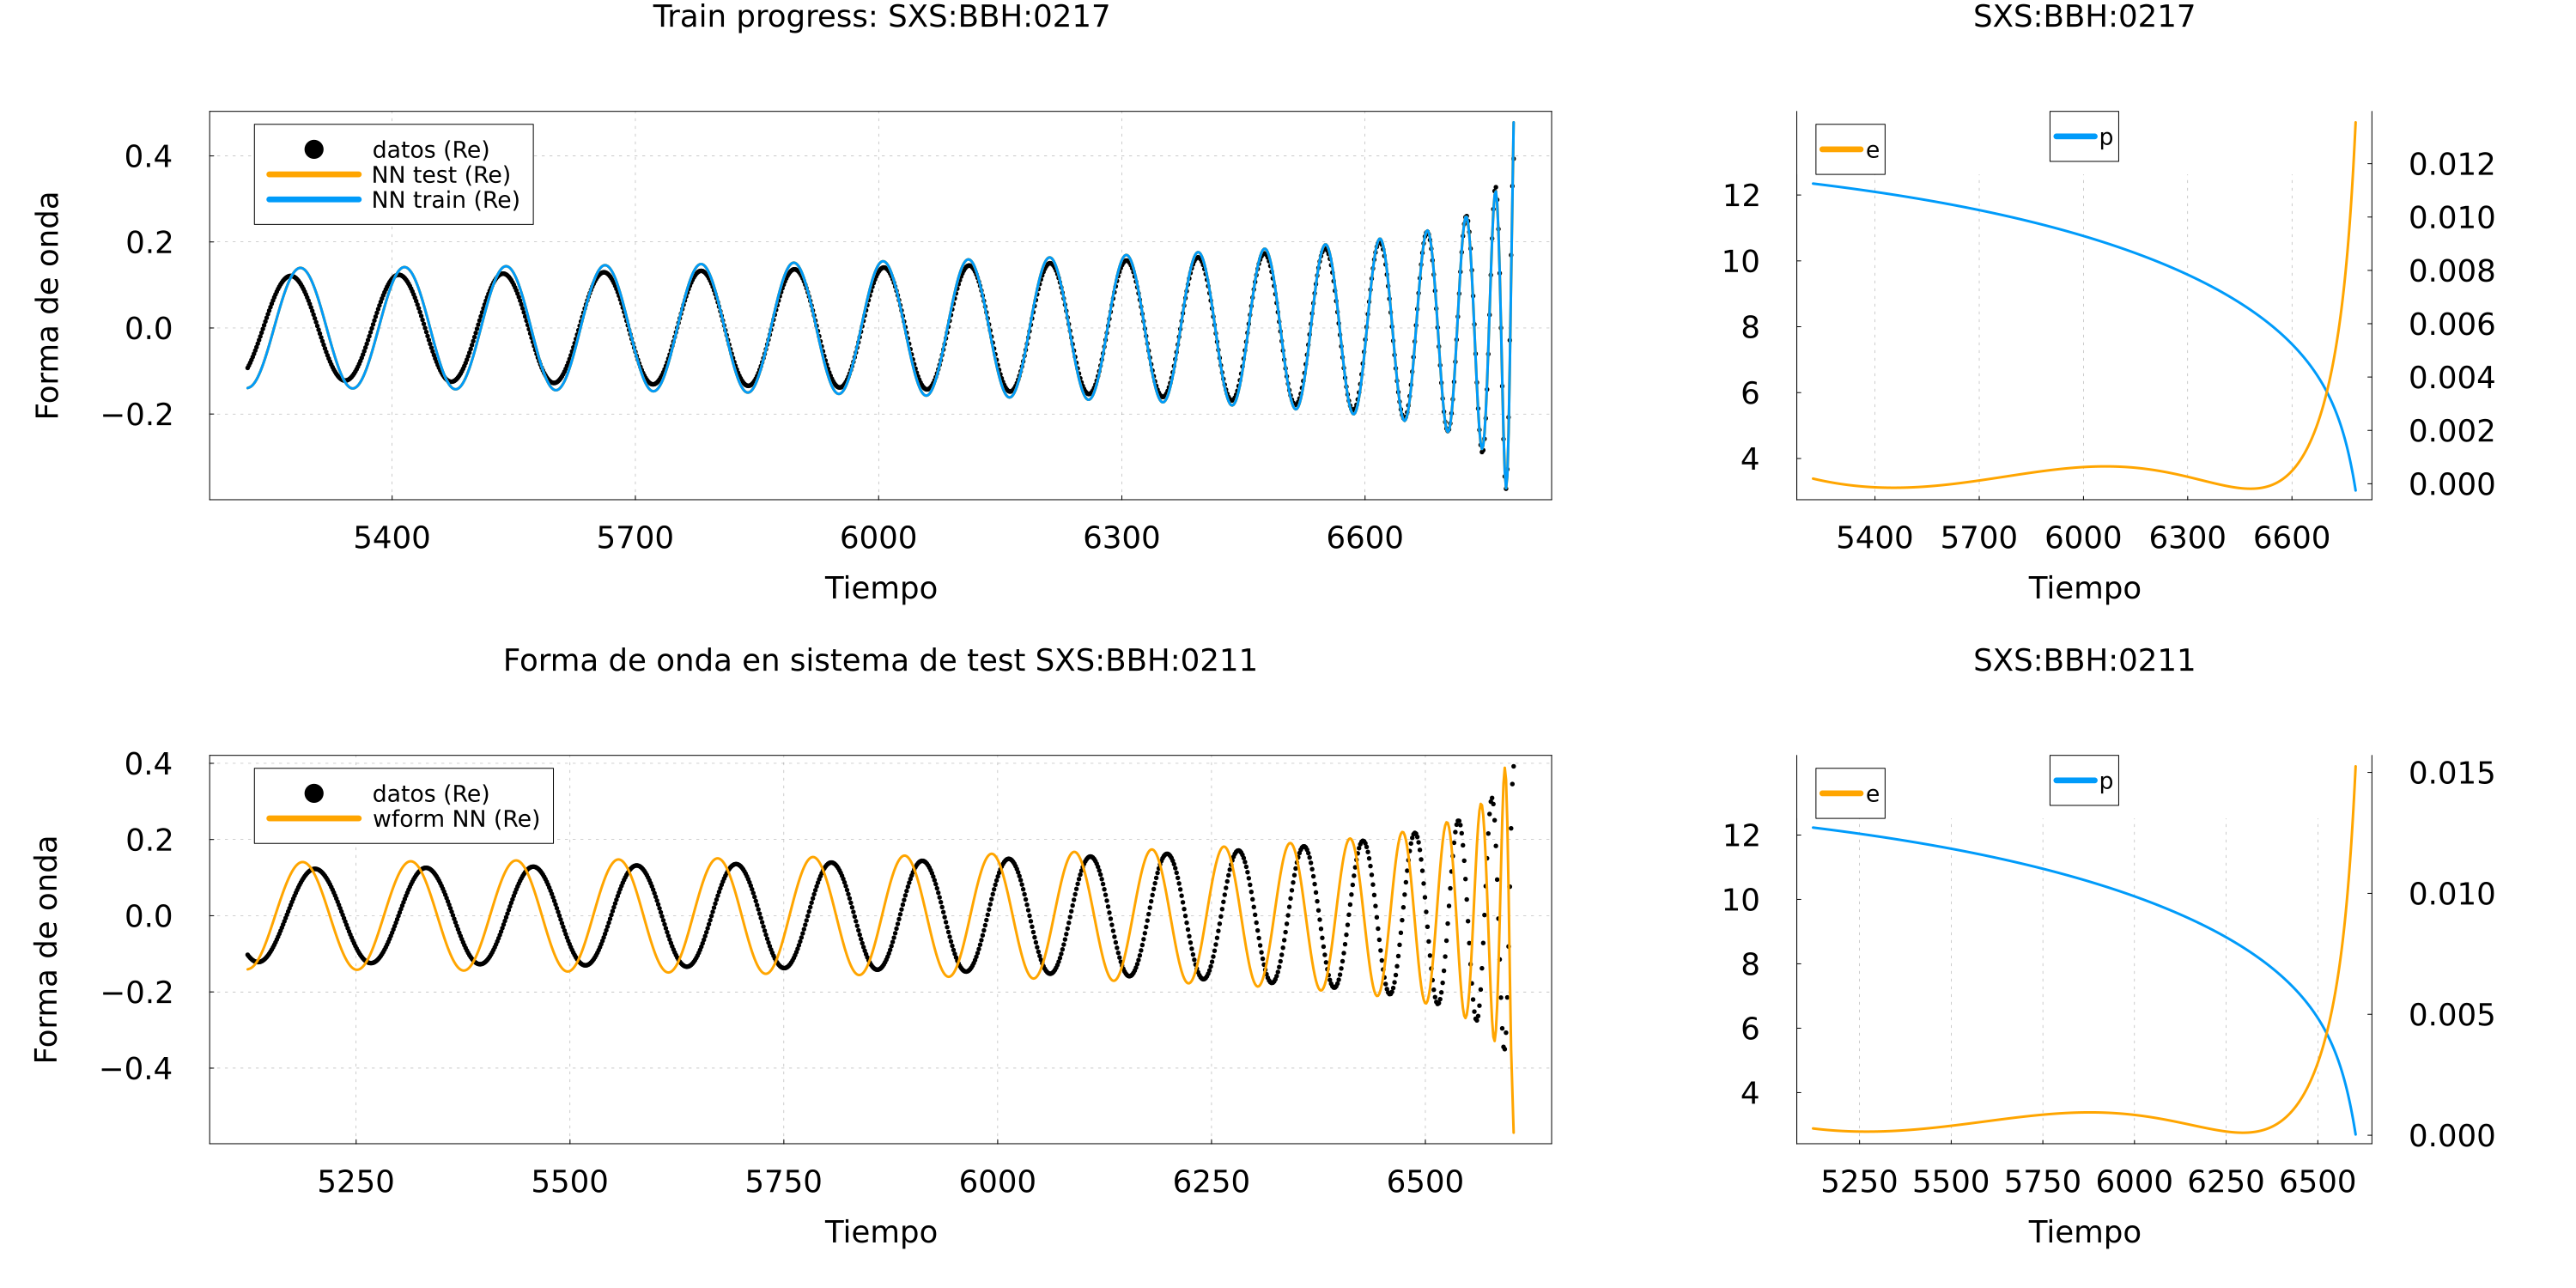 Train progress: SXS:BBH:0217
SXS:BBH:0217
datos (Re)
NN test (Re)
NN train (Re)
0.4
0.2
0.0
−0.2
Forma de onda
5400 5700 6000 6300 6600
Tiempo
e
p
12
10
8
6
4
0.012
0.010
0.008
0.006
0.004
0.002
0.000
5400 5700 6000 6300 6600
Tiempo
Forma de onda en sistema de test SXS:BBH:0211
SXS:BBH:0211
datos (Re)
wform NN (Re)
0.4
0.2
0.0
−0.2
−0.4
Forma de onda
5250 5500 5750 6000 6250 6500
Tiempo
e
p
12
10
8
6
4
0.015
0.010
0.005
0.000
5250 5500 5750 6000 6250 6500
Tiempo